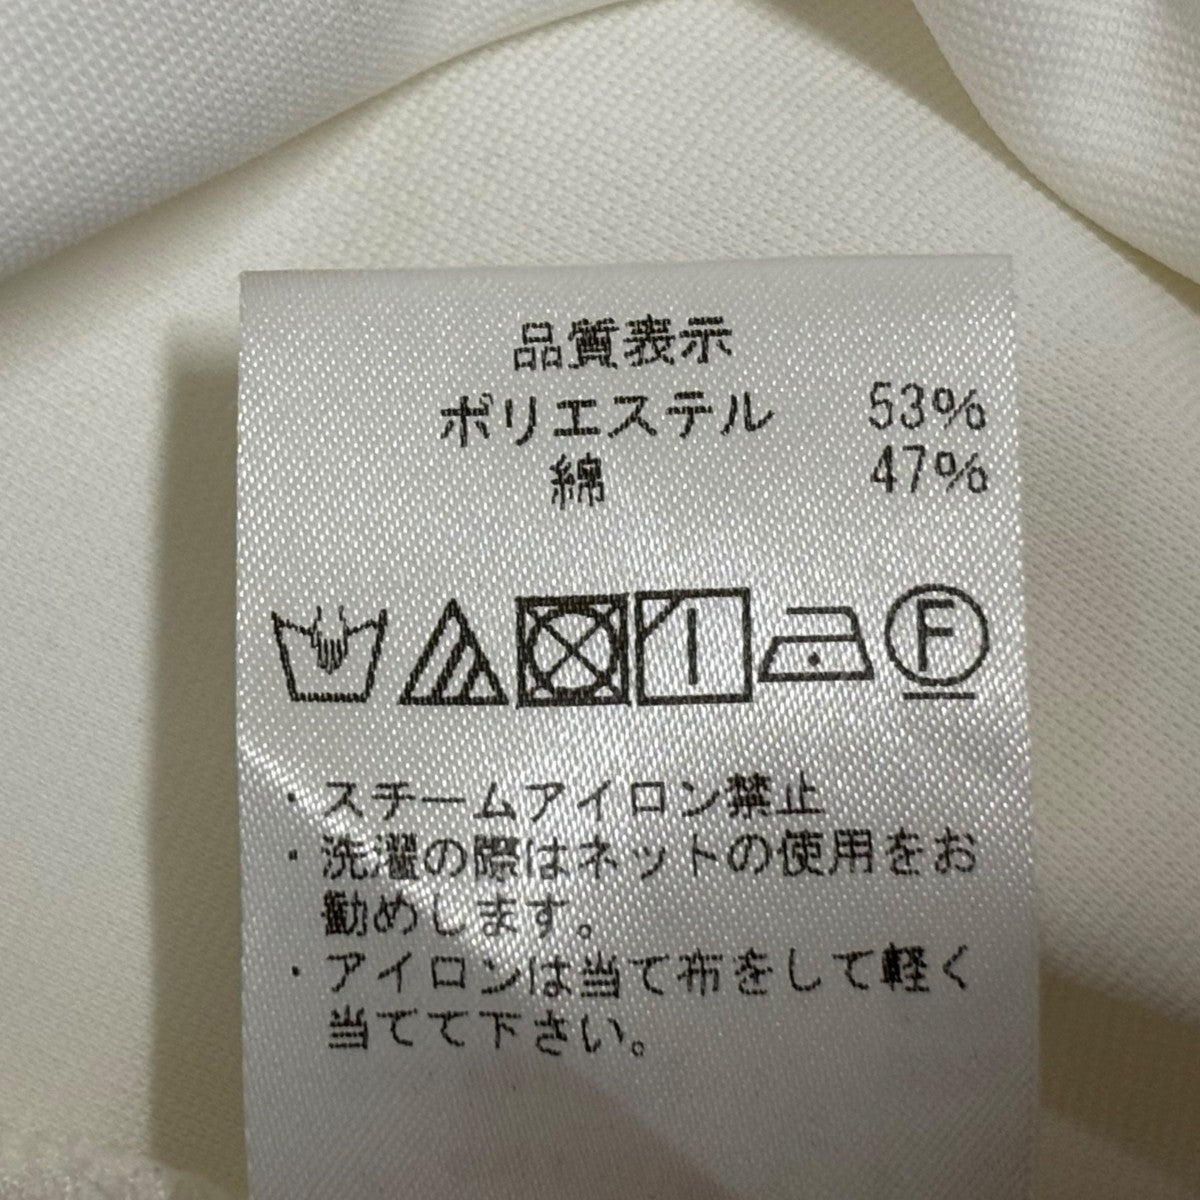 品質表示
ポリエステル 53%
綿 47%
F
・スチームアイロン禁止
・洗濯の際はネットの使用をお
勧めします。
・アイロンは当て布をして軽く
当てて下さい。